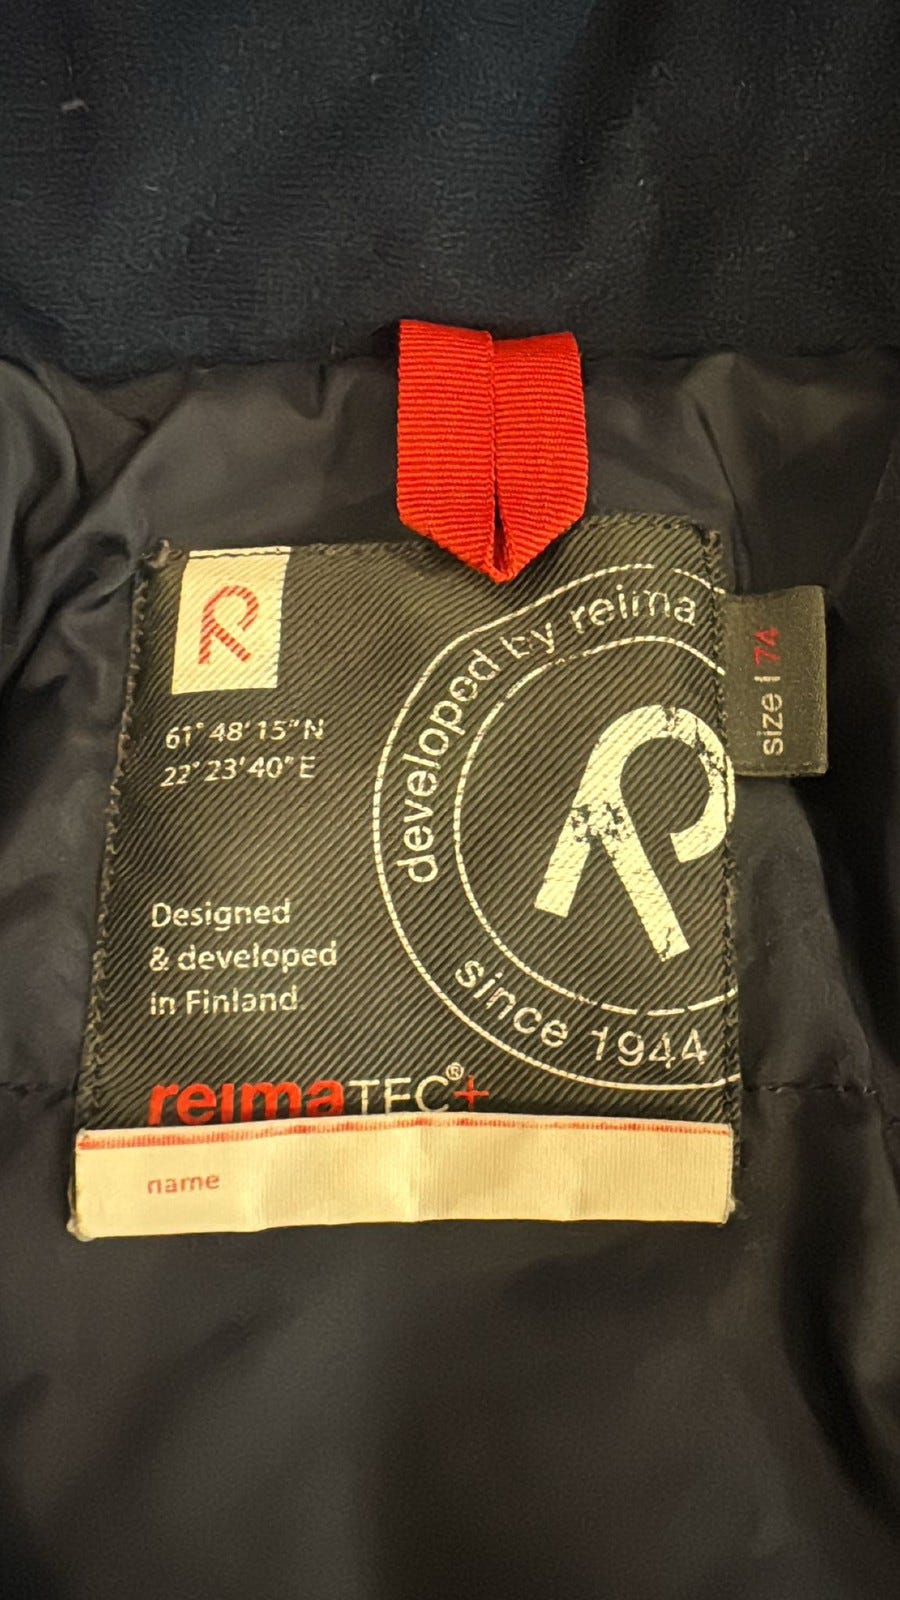 developed by reima
size | 74
61° 48' 15" N
22° 23' 40" E
Designed
& developed
in Finland.
since 1944
reimaTEC®+
name